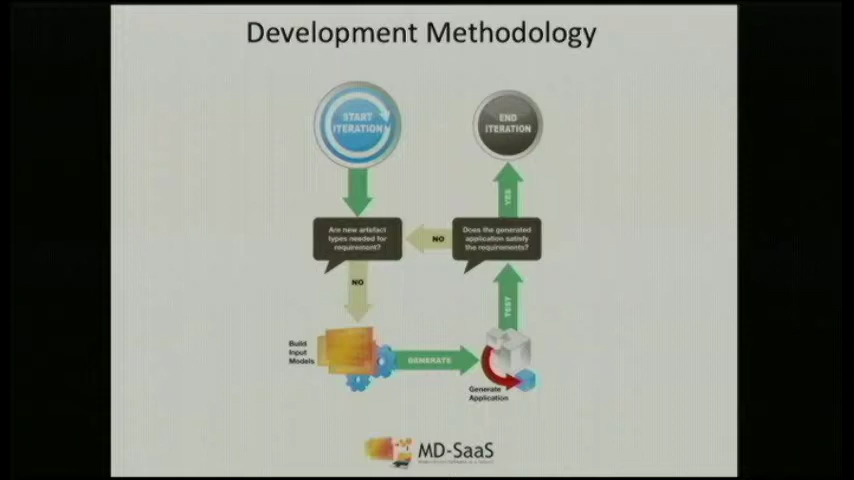 Development Methodology
START
ITERATION
END
ITERATION
YES
Are new artefact
types needed for
requirement?
NO
Does the generated
application satisfy
the requirements?
NO
TEST
Build
Input
Models
GENERATE
Generate
Application
MD-SaaS